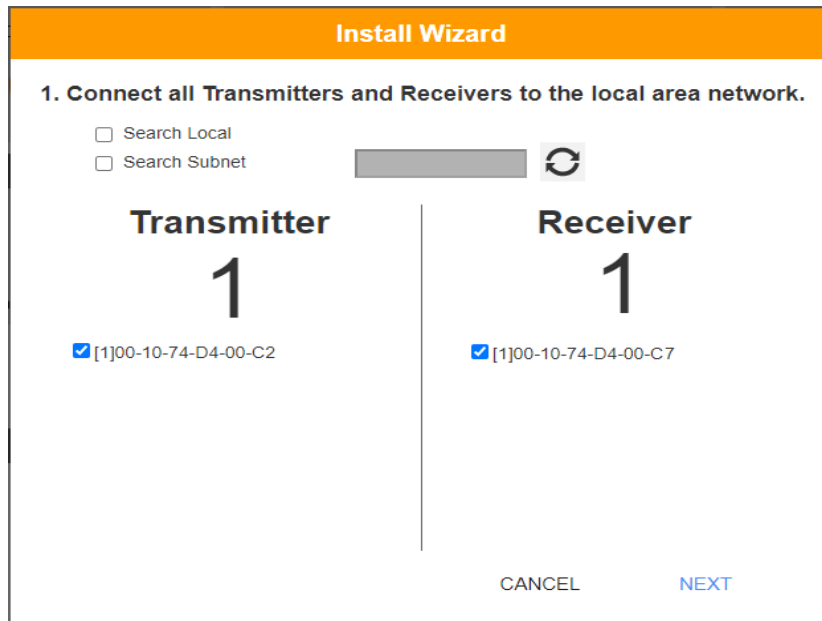 Install Wizard
1. Connect all Transmitters and Receivers to the local area network.
Search Local
Search Subnet
Transmitter
1
[1]00-10-74-D4-00-C2
Receiver
1
[1]00-10-74-D4-00-C7
CANCEL
NEXT